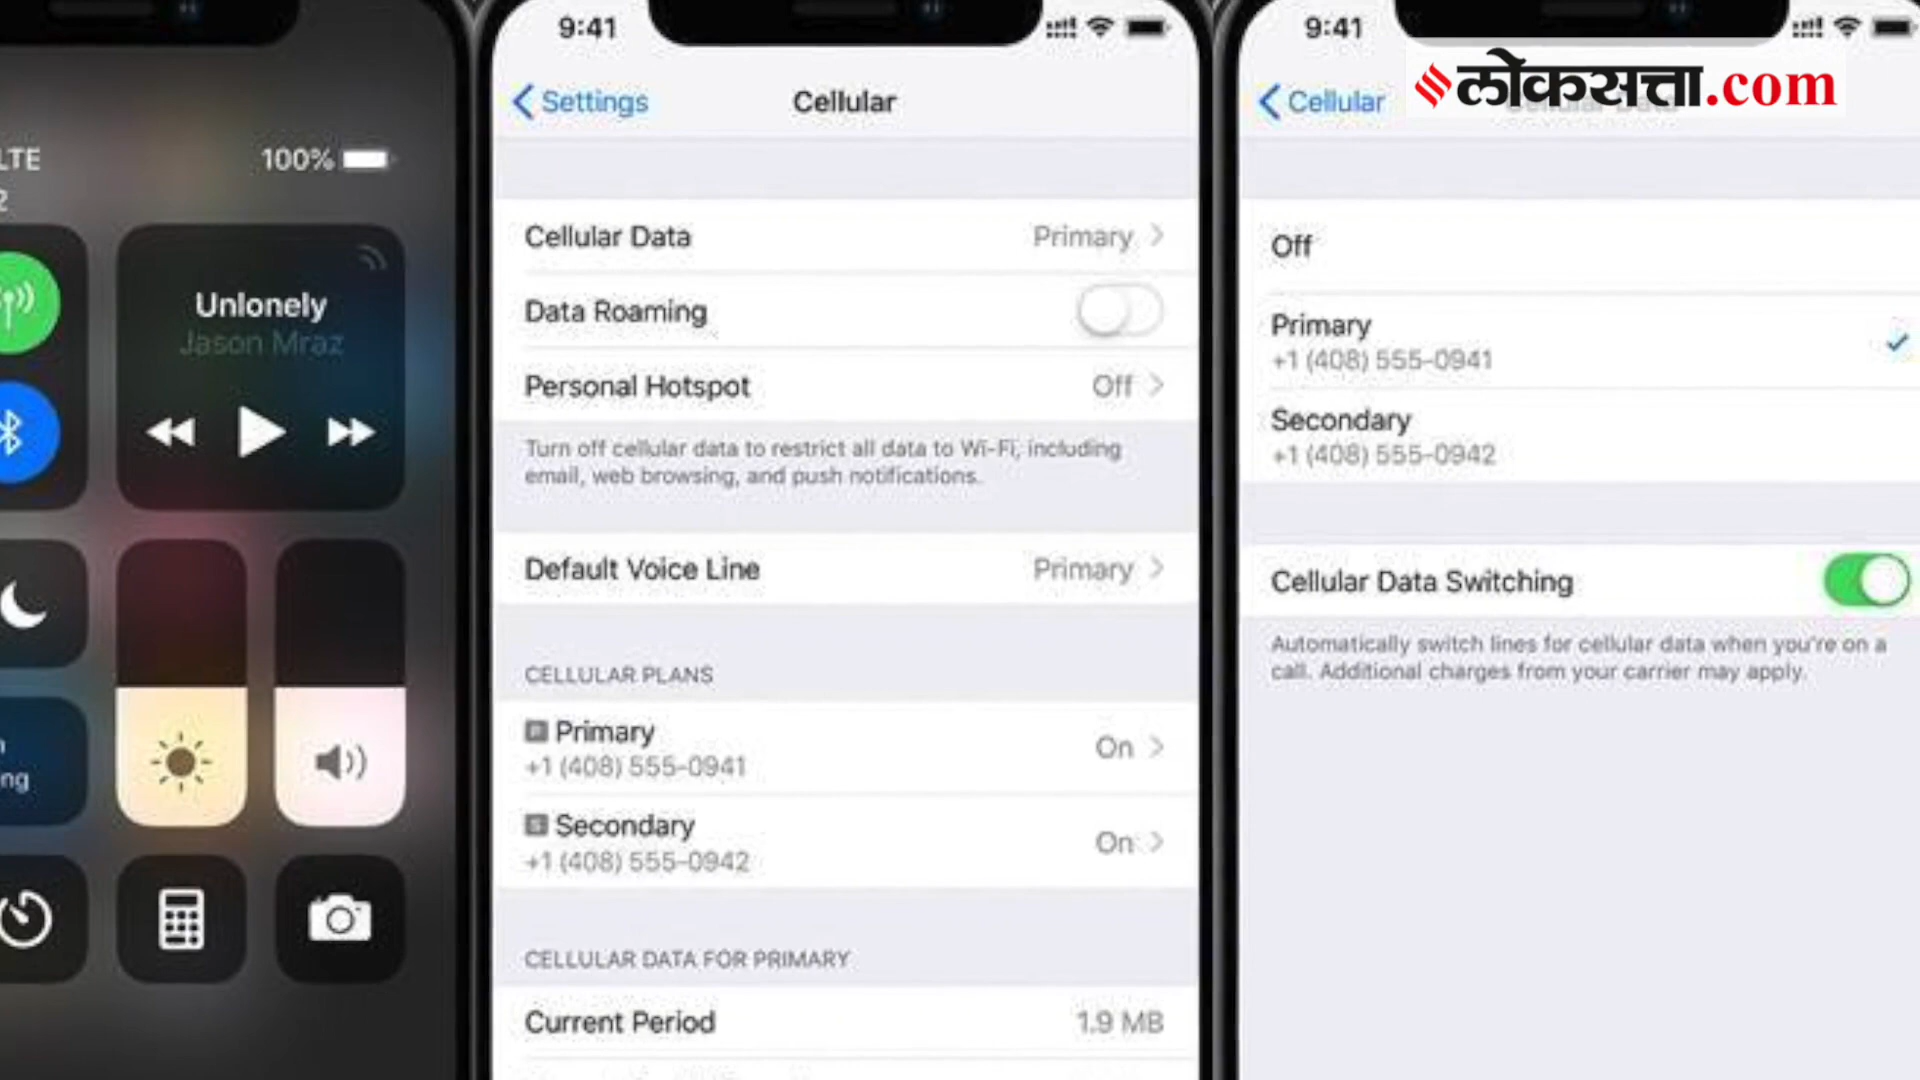 LTE
100%
Unlonely
Jason Mraz
ng
9:41
Settings
Cellular
Cellular Data
Primary
Data Roaming
Personal Hotspot
Off
Turn off cellular data to restrict all data to Wi-Fi, including
email, web browsing, and push notifications.
Default Voice Line
Primary
CELLULAR PLANS
P Primary
+1 (408) 555-0941
On
S Secondary
+1 (408) 555-0942
On
CELLULAR DATA FOR PRIMARY
Current Period
1.9 MB
9:41
Cellular
लोकसत्ता.com
Off
Primary
+1 (408) 555-0941
Secondary
+1 (408) 555-0942
Cellular Data Switching
Automatically switch lines for cellular data when you're on a
call. Additional charges from your carrier may apply.